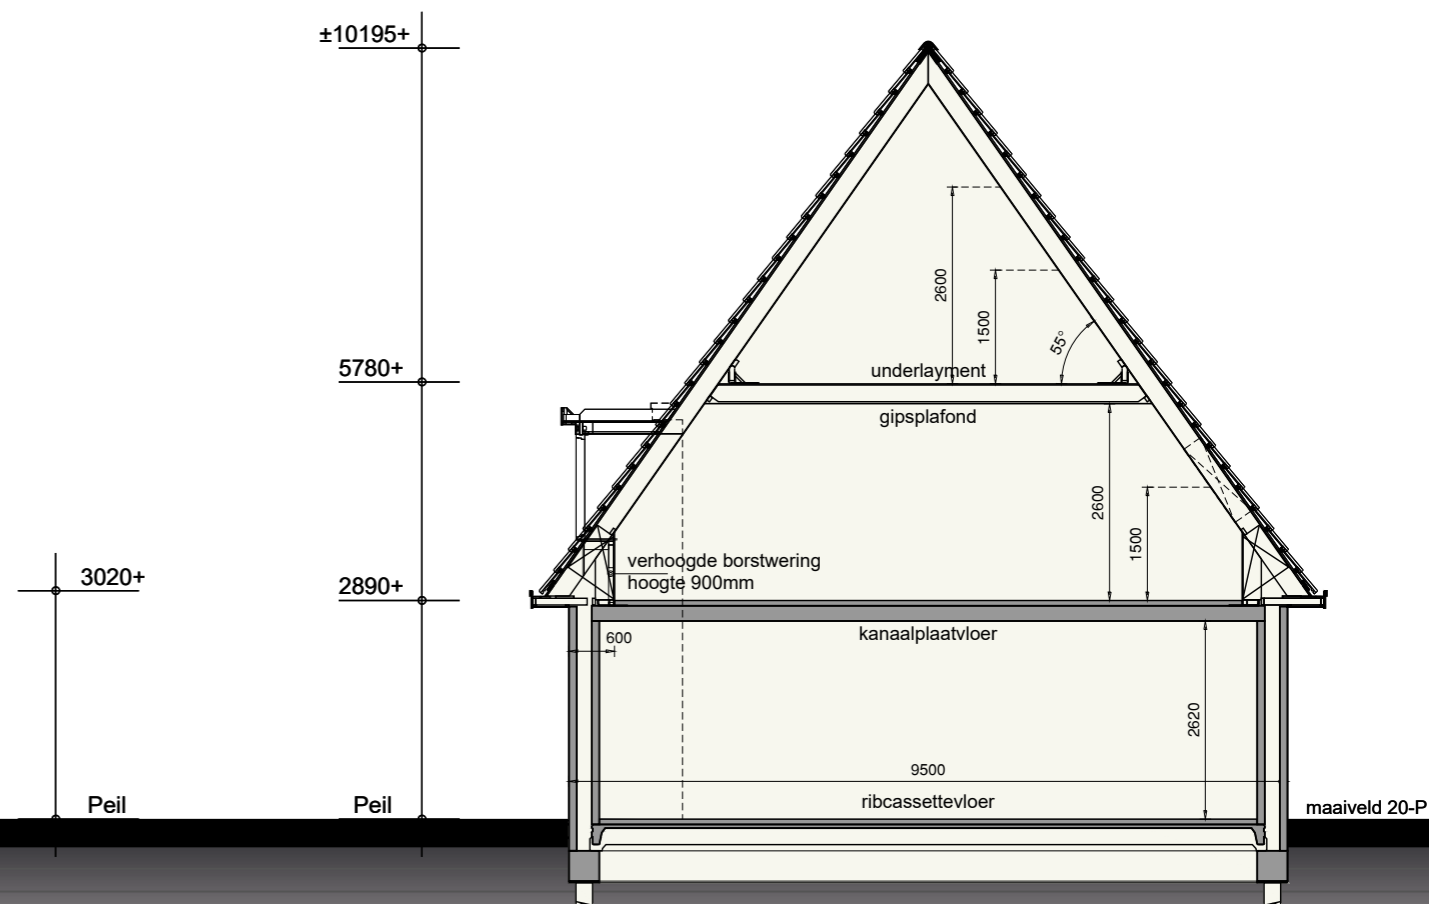 ±10195+
2600
1500
55°
5780+
underlayment
gipsplafond
2600
1500
3020+
2890+
verhoogde borstwering
hoogte 900mm
kanaalplaatvloer
600
2620
9500
Peil
Peil
ribcassettevloer
maaiveld 20-P